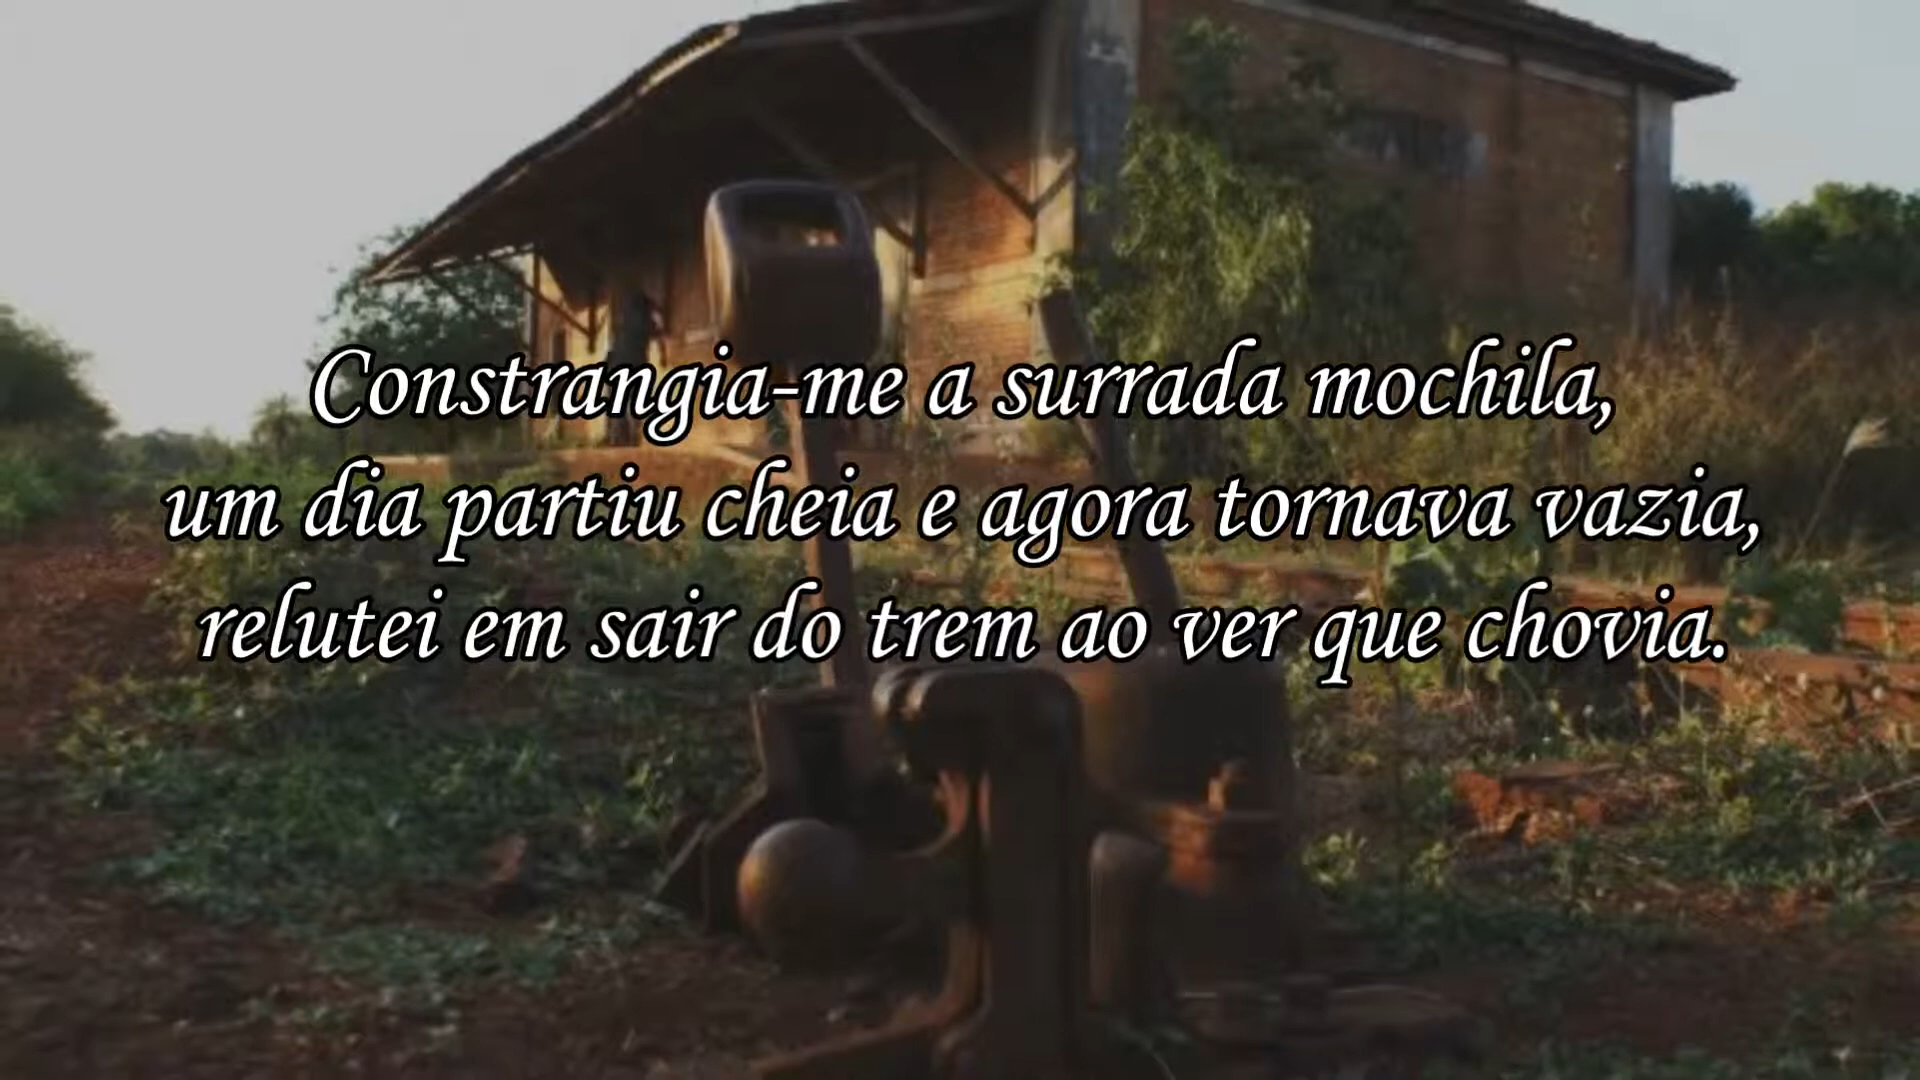 Constrangia-me a surrada mochila,
um dia partiu cheia e agora tornava vazia,
relutei em sair do trem ao ver que chovia.